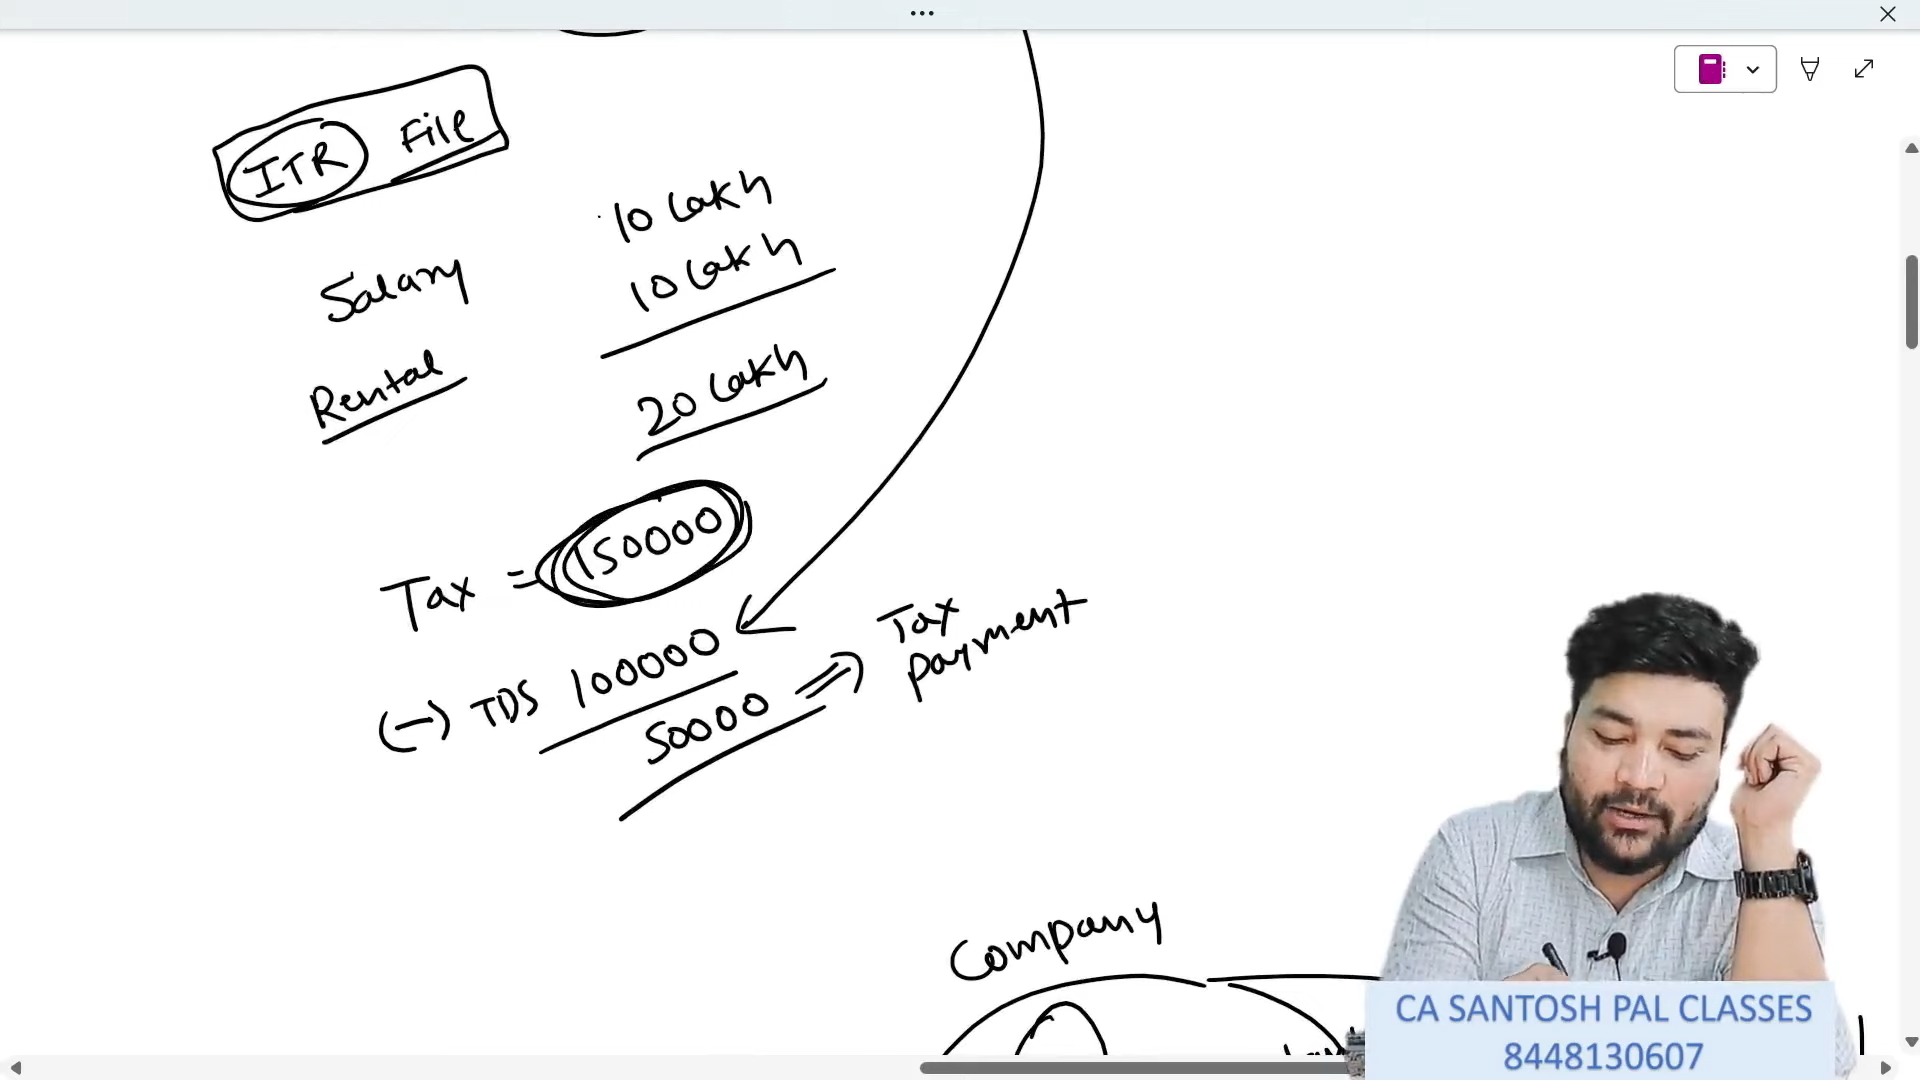 ITR File
Salary 10 Lakh
Rental 10 Lakh
20 Lakh
Tax = 150000
(-) TDS 100000
50000 ⇒ Tax payment
Company
CA SANTOSH PAL CLASSES
8448130607